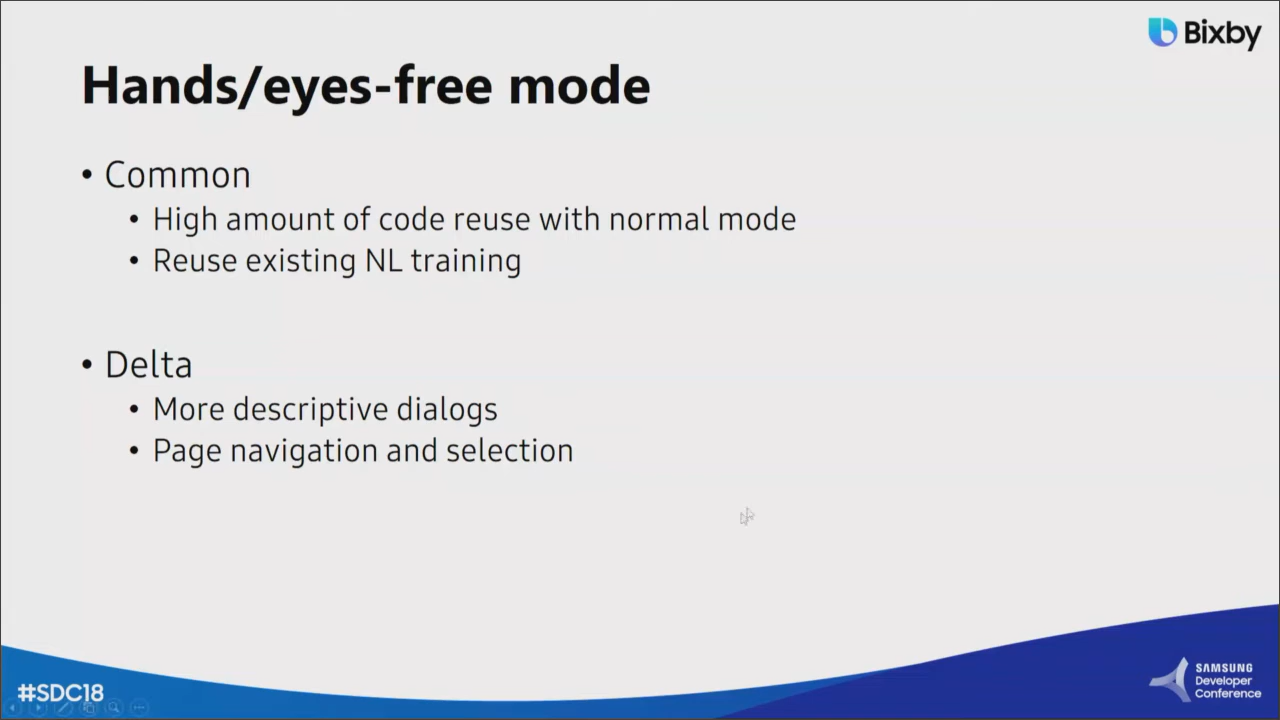 Bixby
Hands/eyes-free mode
• Common
• High amount of code reuse with normal mode
• Reuse existing NL training
• Delta
• More descriptive dialogs
• Page navigation and selection
#SDC18
SAMSUNG
Developer
Conference